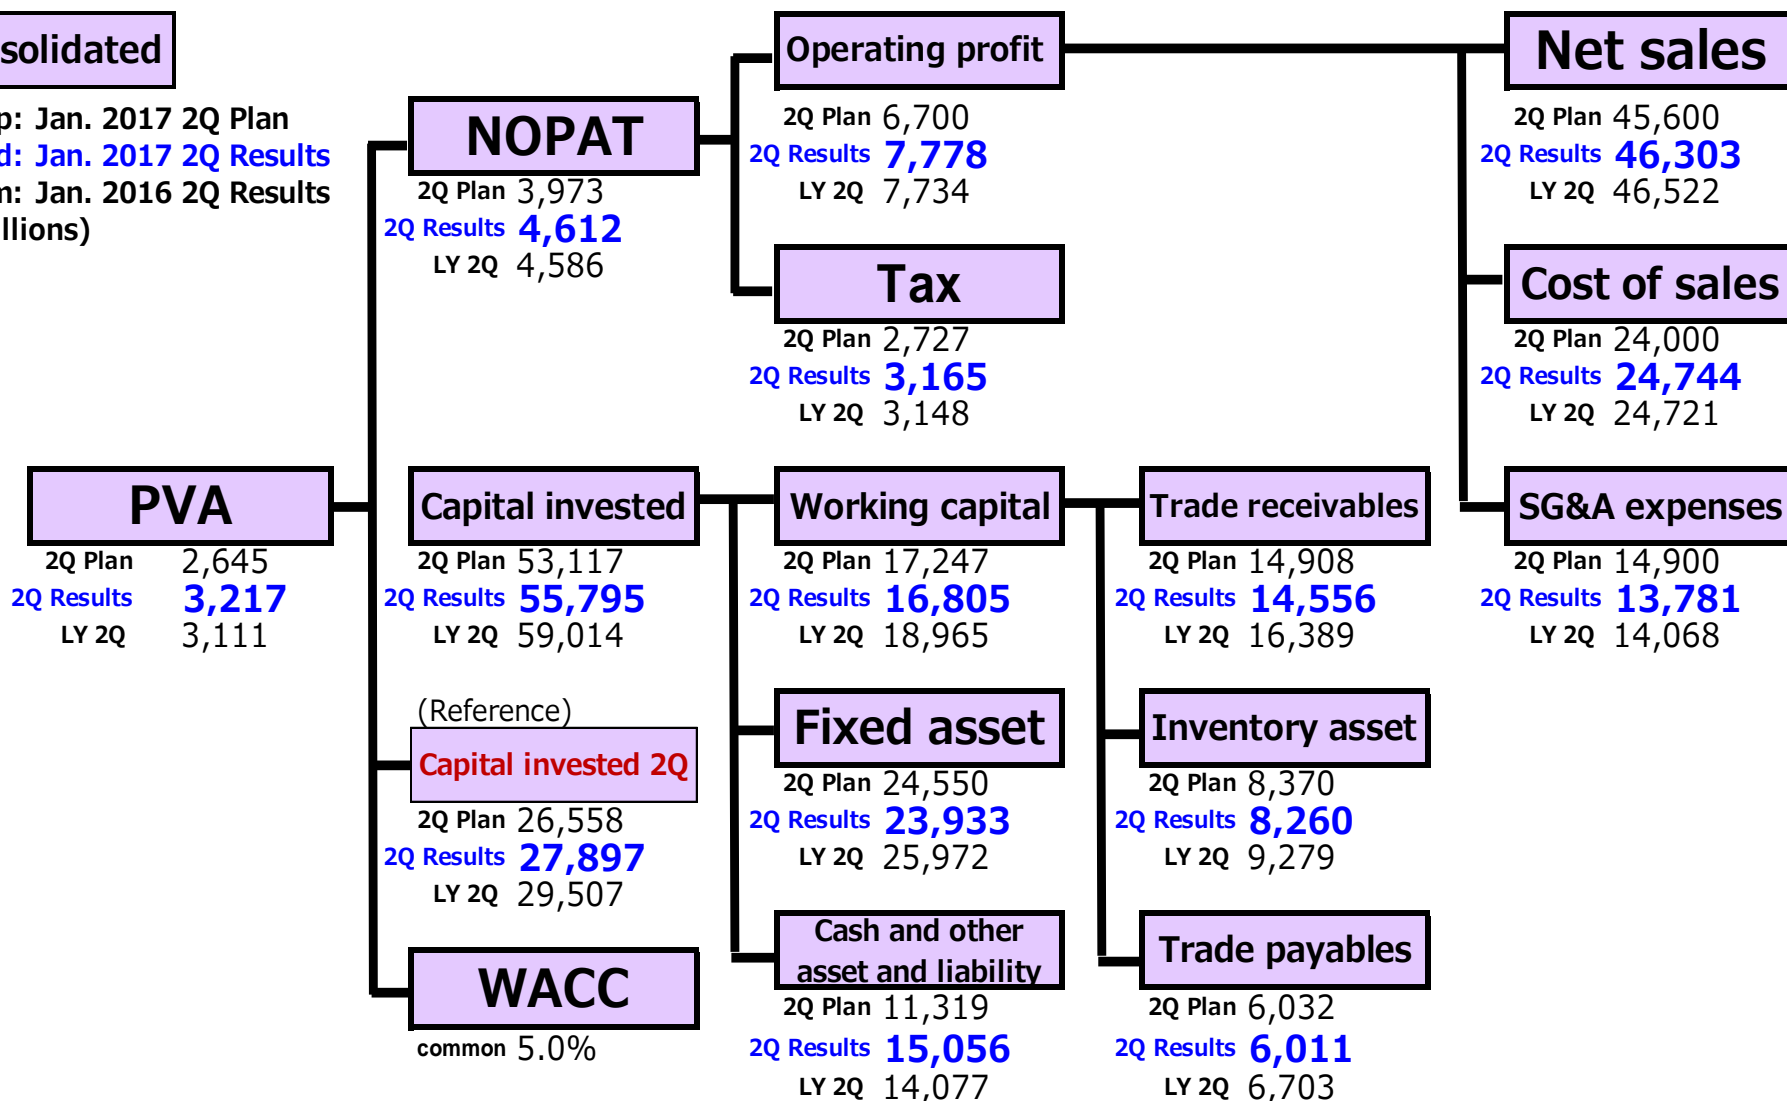 solidated
p: Jan. 2017 2Q Plan
d: Jan. 2017 2Q Results
m: Jan. 2016 2Q Results
llions)
NOPAT
2Q Plan 3,973
2Q Results 4,612
LY 2Q 4,586
Operating profit
2Q Plan 6,700
2Q Results 7,778
LY 2Q 7,734
Tax
2Q Plan 2,727
2Q Results 3,165
LY 2Q 3,148
Net sales
2Q Plan 45,600
2Q Results 46,303
LY 2Q 46,522
Cost of sales
2Q Plan 24,000
2Q Results 24,744
LY 2Q 24,721
SG&A expenses
2Q Plan 14,900
2Q Results 13,781
LY 2Q 14,068
PVA
2Q Plan 2,645
2Q Results 3,217
LY 2Q 3,111
Capital invested
2Q Plan 53,117
2Q Results 55,795
LY 2Q 59,014
(Reference)
Capital invested 2Q
2Q Plan 26,558
2Q Results 27,897
LY 2Q 29,507
WACC
common 5.0%
Working capital
2Q Plan 17,247
2Q Results 16,805
LY 2Q 18,965
Fixed asset
2Q Plan 24,550
2Q Results 23,933
LY 2Q 25,972
Cash and other
asset and liability
2Q Plan 11,319
2Q Results 15,056
LY 2Q 14,077
Trade receivables
2Q Plan 14,908
2Q Results 14,556
LY 2Q 16,389
Inventory asset
2Q Plan 8,370
2Q Results 8,260
LY 2Q 9,279
Trade payables
2Q Plan 6,032
2Q Results 6,011
LY 2Q 6,703